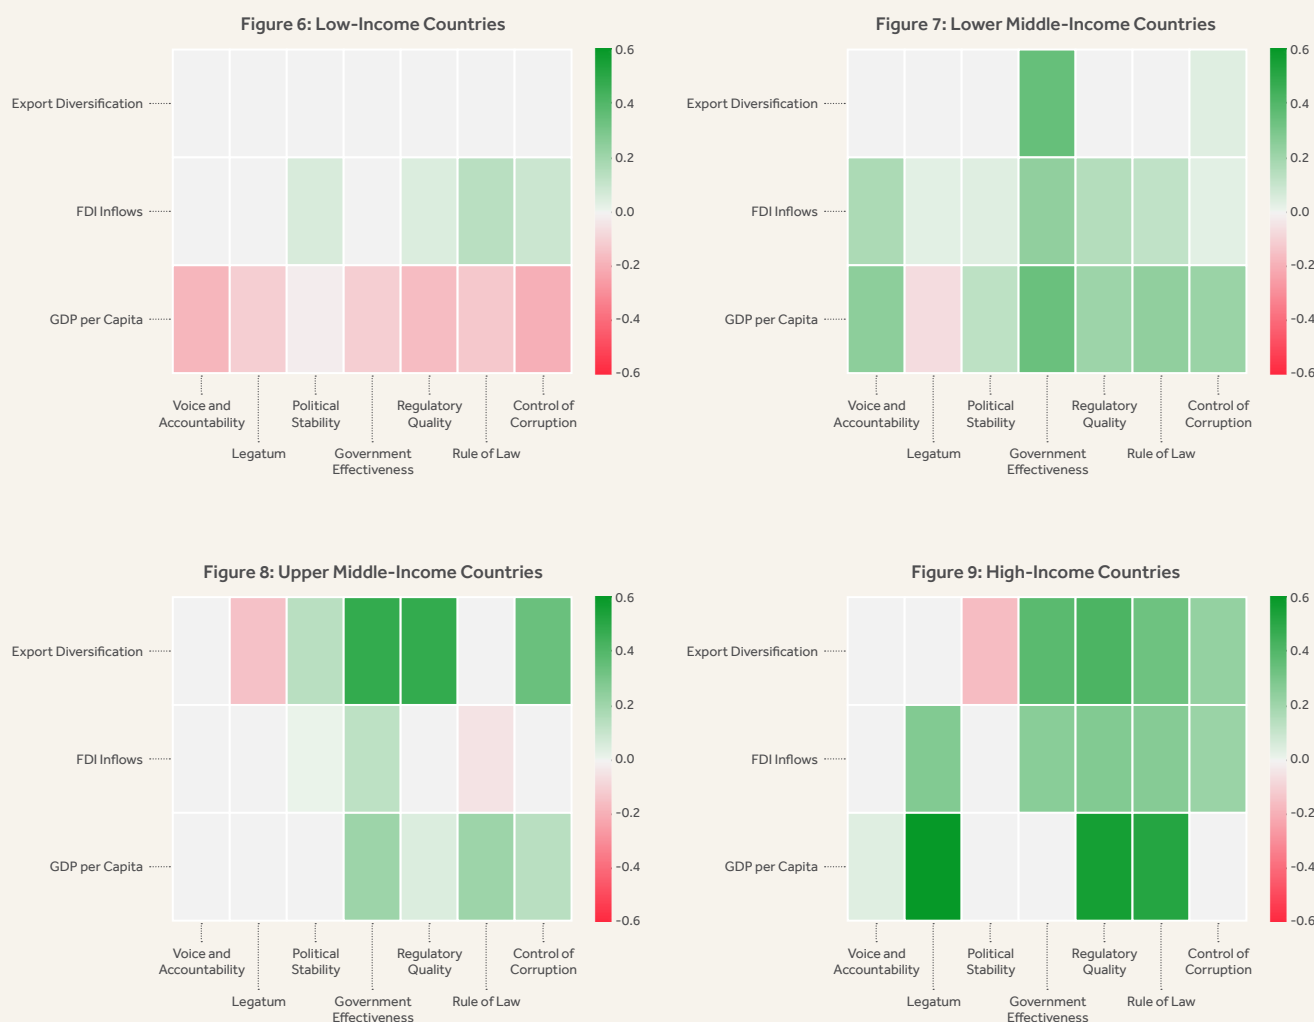 Figure 6: Low-Income Countries
Export Diversification
FDI Inflows
GDP per Capita
0.6
0.4
0.2
0.0
-0.2
-0.4
-0.6
Voice and
Accountability
Legatum
Political
Stability
Government
Effectiveness
Regulatory
Quality
Rule of Law
Control of
Corruption
Figure 7: Lower Middle-Income Countries
Export Diversification
FDI Inflows
GDP per Capita
0.6
0.4
0.2
0.0
-0.2
-0.4
-0.6
Voice and
Accountability
Legatum
Political
Stability
Government
Effectiveness
Regulatory
Quality
Rule of Law
Control of
Corruption
Figure 8: Upper Middle-Income Countries
Export Diversification
FDI Inflows
GDP per Capita
0.6
0.4
0.2
0.0
-0.2
-0.4
-0.6
Voice and
Accountability
Legatum
Political
Stability
Government
Effectiveness
Regulatory
Quality
Rule of Law
Control of
Corruption
Figure 9: High-Income Countries
Export Diversification
FDI Inflows
GDP per Capita
0.6
0.4
0.2
0.0
-0.2
-0.4
-0.6
Voice and
Accountability
Legatum
Political
Stability
Government
Effectiveness
Regulatory
Quality
Rule of Law
Control of
Corruption